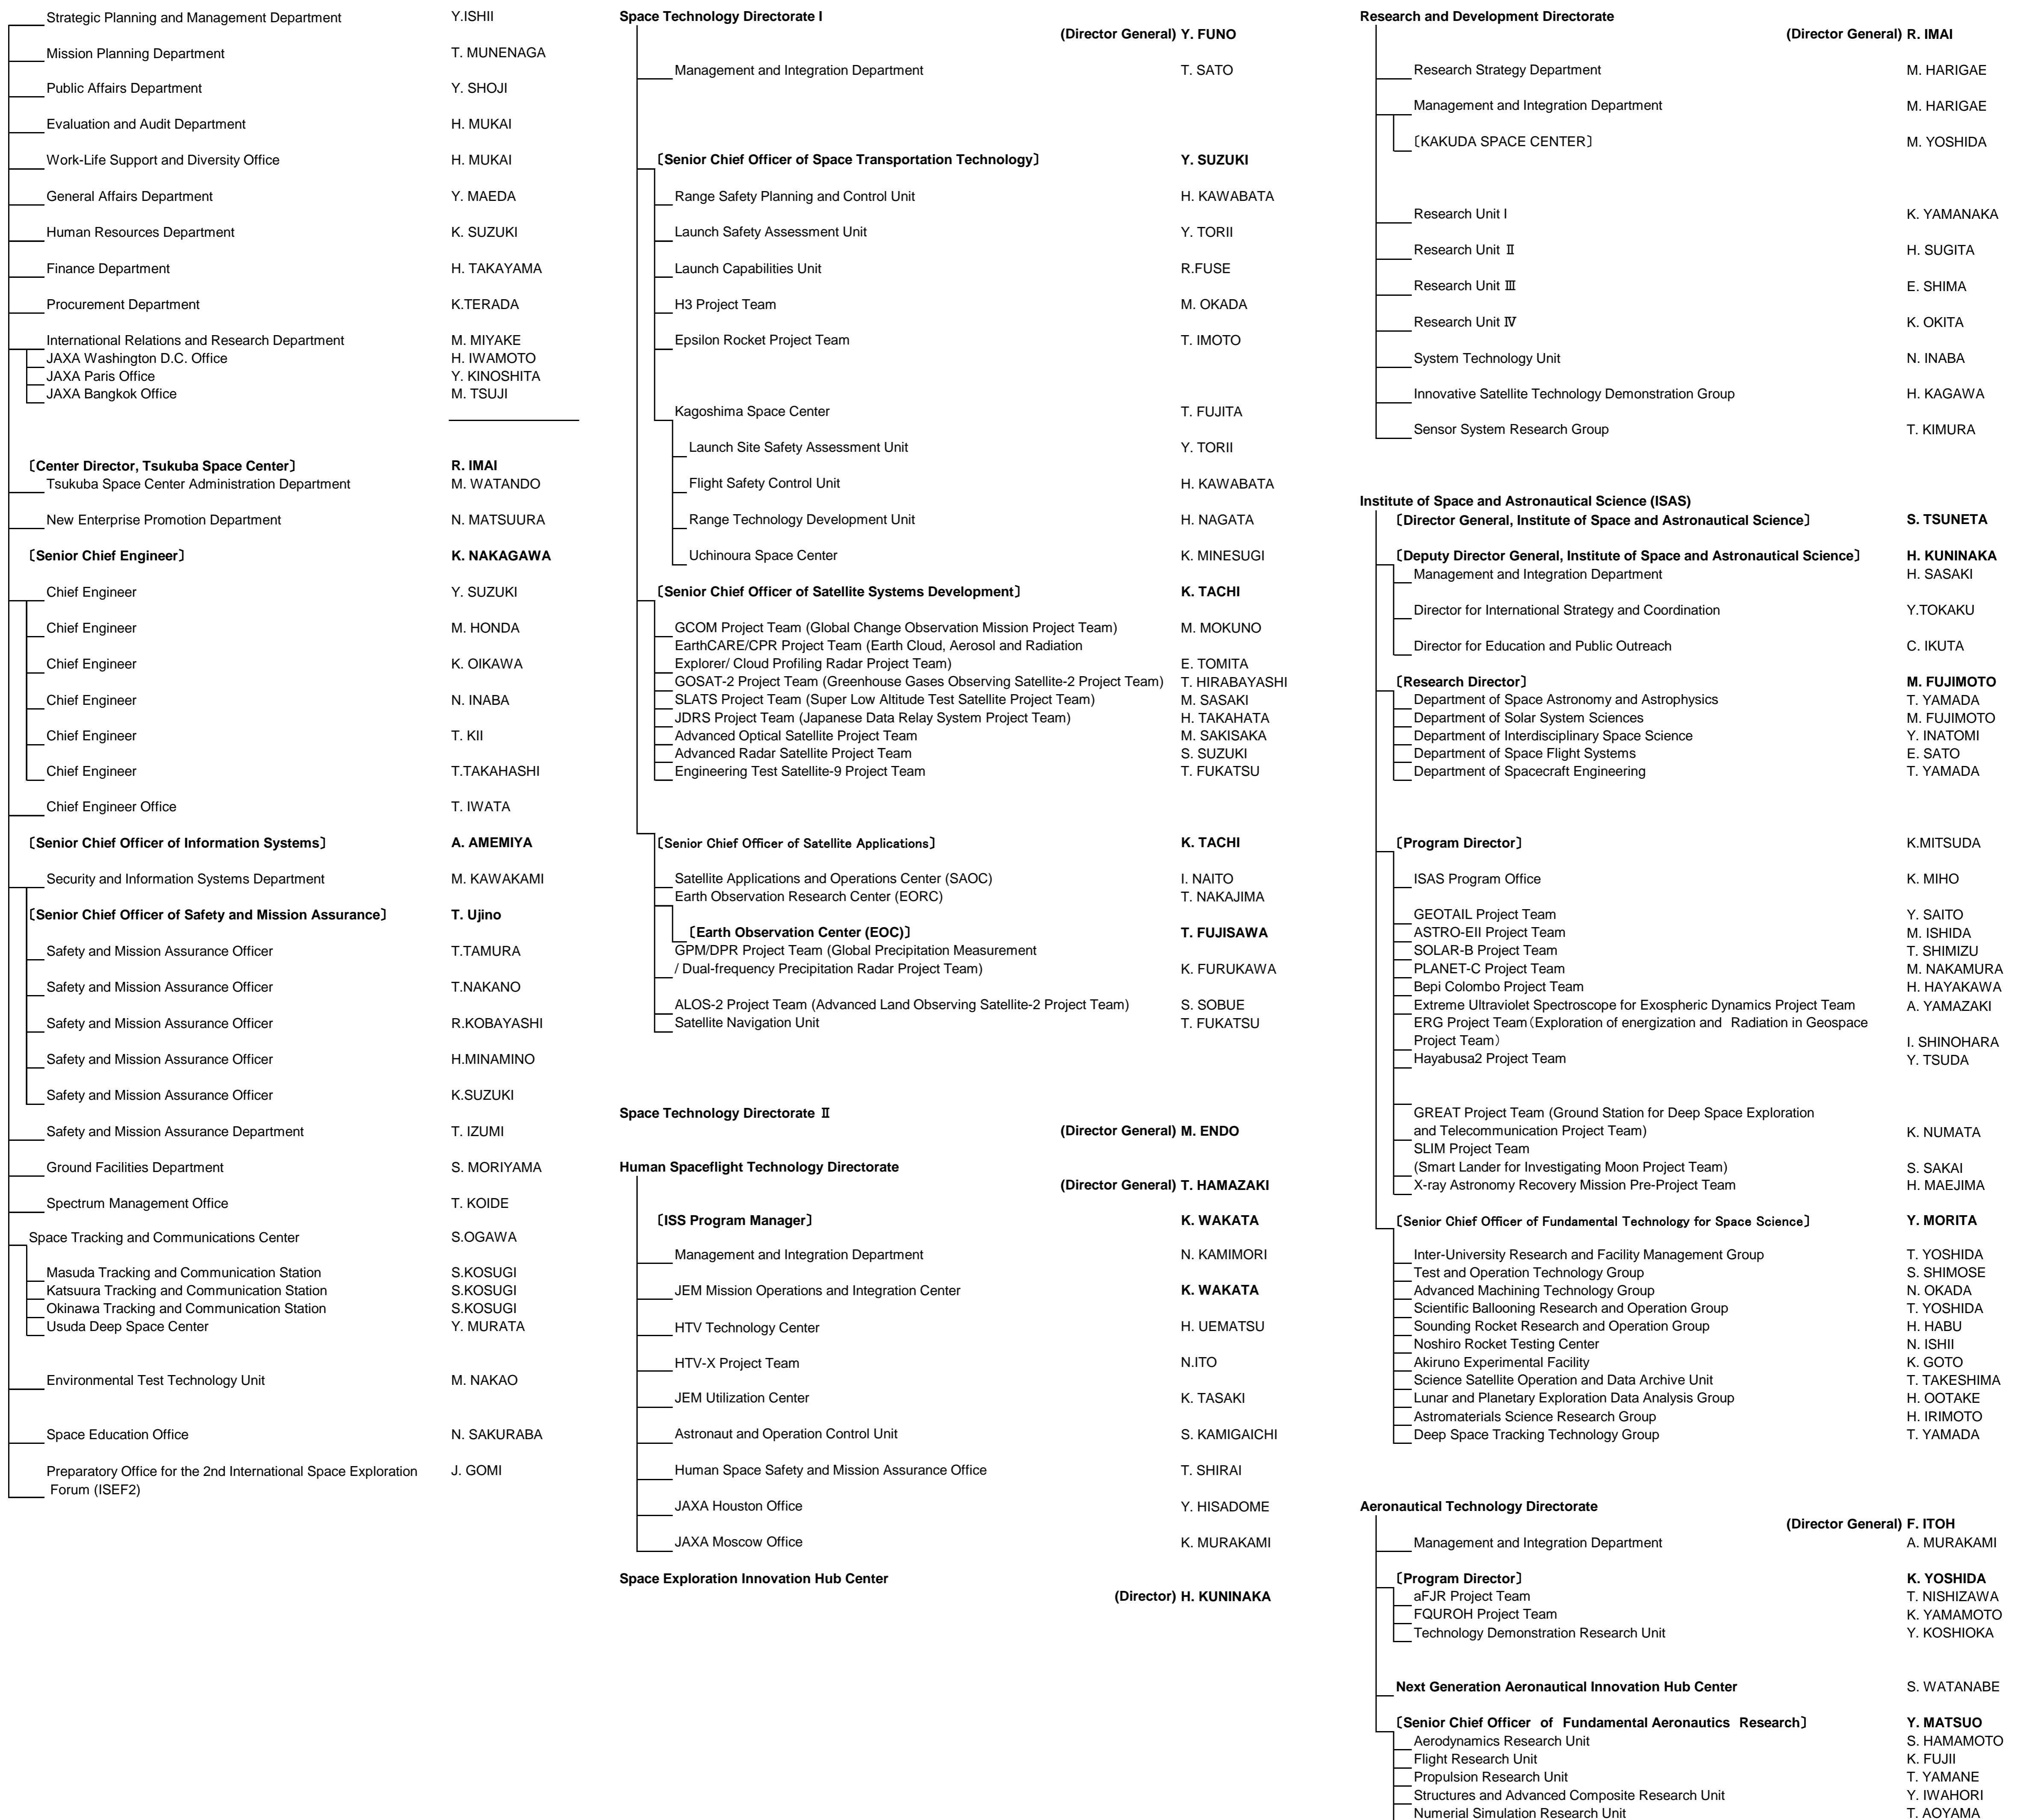 Strategic Planning and Management Department Y.ISHII
Mission Planning Department T. MUNENAGA
Public Affairs Department Y. SHOJI
Evaluation and Audit Department H. MUKAI
Work-Life Support and Diversity Office H. MUKAI
General Affairs Department Y. MAEDA
Human Resources Department K. SUZUKI
Finance Department H. TAKAYAMA
Procurement Department K.TERADA
International Relations and Research Department M. MIYAKE
JAXA Washington D.C. Office H. IWAMOTO
JAXA Paris Office Y. KINOSHITA
JAXA Bangkok Office M. TSUJI
〔Center Director, Tsukuba Space Center〕 R. IMAI
Tsukuba Space Center Administration Department M. WATANDO
New Enterprise Promotion Department N. MATSUURA
〔Senior Chief Engineer〕 K. NAKAGAWA
Chief Engineer Y. SUZUKI
Chief Engineer M. HONDA
Chief Engineer K. OIKAWA
Chief Engineer N. INABA
Chief Engineer T. KII
Chief Engineer T.TAKAHASHI
Chief Engineer Office T. IWATA
〔Senior Chief Officer of Information Systems〕 A. AMEMIYA
Security and Information Systems Department M. KAWAKAMI
〔Senior Chief Officer of Safety and Mission Assurance〕 T. Ujino
Safety and Mission Assurance Officer T.TAMURA
Safety and Mission Assurance Officer T.NAKANO
Safety and Mission Assurance Officer R.KOBAYASHI
Safety and Mission Assurance Officer H.MINAMINO
Safety and Mission Assurance Officer K.SUZUKI
Safety and Mission Assurance Department T. IZUMI
Ground Facilities Department S. MORIYAMA
Spectrum Management Office T. KOIDE
Space Tracking and Communications Center S.OGAWA
Masuda Tracking and Communication Station S.KOSUGI
Katsuura Tracking and Communication Station S.KOSUGI
Okinawa Tracking and Communication Station S.KOSUGI
Usuda Deep Space Center Y. MURATA
Environmental Test Technology Unit M. NAKAO
Space Education Office N. SAKURABA
Preparatory Office for the 2nd International Space Exploration J. GOMI
Forum (ISEF2)
Space Technology Directorate I
(Director General) Y. FUNO
Management and Integration Department T. SATO
〔Senior Chief Officer of Space Transportation Technology〕 Y. SUZUKI
Range Safety Planning and Control Unit H. KAWABATA
Launch Safety Assessment Unit Y. TORII
Launch Capabilities Unit R.FUSE
H3 Project Team M. OKADA
Epsilon Rocket Project Team T. IMOTO
Kagoshima Space Center T. FUJITA
Launch Site Safety Assessment Unit Y. TORII
Flight Safety Control Unit H. KAWABATA
Range Technology Development Unit H. NAGATA
Uchinoura Space Center K. MINESUGI
〔Senior Chief Officer of Satellite Systems Development〕 K. TACHI
GCOM Project Team (Global Change Observation Mission Project Team) M. MOKUNO
EarthCARE/CPR Project Team (Earth Cloud, Aerosol and Radiation
Explorer/ Cloud Profiling Radar Project Team) E. TOMITA
GOSAT-2 Project Team (Greenhouse Gases Observing Satellite-2 Project Team) T. HIRABAYASHI
SLATS Project Team (Super Low Altitude Test Satellite Project Team) M. SASAKI
JDRS Project Team (Japanese Data Relay System Project Team) H. TAKAHATA
Advanced Optical Satellite Project Team M. SAKISAKA
Advanced Radar Satellite Project Team S. SUZUKI
Engineering Test Satellite-9 Project Team T. FUKATSU
〔Senior Chief Officer of Satellite Applications〕 K. TACHI
Satellite Applications and Operations Center (SAOC) I. NAITO
Earth Observation Research Center (EORC) T. NAKAJIMA
〔Earth Observation Center (EOC)〕 T. FUJISAWA
GPM/DPR Project Team (Global Precipitation Measurement
/ Dual-frequency Precipitation Radar Project Team) K. FURUKAWA
ALOS-2 Project Team (Advanced Land Observing Satellite-2 Project Team) S. SOBUE
Satellite Navigation Unit T. FUKATSU
Space Technology Directorate Ⅱ
(Director General) M. ENDO
Human Spaceflight Technology Directorate
(Director General) T. HAMAZAKI
〔ISS Program Manager〕 K. WAKATA
Management and Integration Department N. KAMIMORI
JEM Mission Operations and Integration Center K. WAKATA
HTV Technology Center H. UEMATSU
HTV-X Project Team N.ITO
JEM Utilization Center K. TASAKI
Astronaut and Operation Control Unit S. KAMIGAICHI
Human Space Safety and Mission Assurance Office T. SHIRAI
JAXA Houston Office Y. HISADOME
JAXA Moscow Office K. MURAKAMI
Space Exploration Innovation Hub Center
(Director) H. KUNINAKA
Research and Development Directorate
(Director General) R. IMAI
Research Strategy Department M. HARIGAE
Management and Integration Department M. HARIGAE
〔KAKUDA SPACE CENTER〕 M. YOSHIDA
Research Unit I K. YAMANAKA
Research Unit Ⅱ H. SUGITA
Research Unit Ⅲ E. SHIMA
Research Unit Ⅳ K. OKITA
System Technology Unit N. INABA
Innovative Satellite Technology Demonstration Group H. KAGAWA
Sensor System Research Group T. KIMURA
Institute of Space and Astronautical Science (ISAS)
〔Director General, Institute of Space and Astronautical Science〕 S. TSUNETA
〔Deputy Director General, Institute of Space and Astronautical Science〕 H. KUNINAKA
Management and Integration Department H. SASAKI
Director for International Strategy and Coordination Y.TOKAKU
Director for Education and Public Outreach C. IKUTA
〔Research Director〕 M. FUJIMOTO
Department of Space Astronomy and Astrophysics T. YAMADA
Department of Solar System Sciences M. FUJIMOTO
Department of Interdisciplinary Space Science Y. INATOMI
Department of Space Flight Systems E. SATO
Department of Spacecraft Engineering T. YAMADA
〔Program Director〕 K.MITSUDA
ISAS Program Office K. MIHO
GEOTAIL Project Team Y. SAITO
ASTRO-EII Project Team M. ISHIDA
SOLAR-B Project Team T. SHIMIZU
PLANET-C Project Team M. NAKAMURA
Bepi Colombo Project Team H. HAYAKAWA
Extreme Ultraviolet Spectroscope for Exospheric Dynamics Project Team A. YAMAZAKI
ERG Project Team（Exploration of energization and Radiation in Geospace
Project Team） I. SHINOHARA
Hayabusa2 Project Team Y. TSUDA
GREAT Project Team (Ground Station for Deep Space Exploration
and Telecommunication Project Team) K. NUMATA
SLIM Project Team
(Smart Lander for Investigating Moon Project Team) S. SAKAI
X-ray Astronomy Recovery Mission Pre-Project Team H. MAEJIMA
〔Senior Chief Officer of Fundamental Technology for Space Science〕 Y. MORITA
Inter-University Research and Facility Management Group T. YOSHIDA
Test and Operation Technology Group S. SHIMOSE
Advanced Machining Technology Group N. OKADA
Scientific Ballooning Research and Operation Group T. YOSHIDA
Sounding Rocket Research and Operation Group H. HABU
Noshiro Rocket Testing Center N. ISHII
Akiruno Experimental Facility K. GOTO
Science Satellite Operation and Data Archive Unit T. TAKESHIMA
Lunar and Planetary Exploration Data Analysis Group H. OOTAKE
Astromaterials Science Research Group H. IRIMOTO
Deep Space Tracking Technology Group T. YAMADA
Aeronautical Technology Directorate
(Director General) F. ITOH
Management and Integration Department A. MURAKAMI
〔Program Director〕 K. YOSHIDA
aFJR Project Team T. NISHIZAWA
FQUROH Project Team K. YAMAMOTO
Technology Demonstration Research Unit Y. KOSHIOKA
Next Generation Aeronautical Innovation Hub Center S. WATANABE
〔Senior Chief Officer of Fundamental Aeronautics Research〕 Y. MATSUO
Aerodynamics Research Unit S. HAMAMOTO
Flight Research Unit K. FUJII
Propulsion Research Unit T. YAMANE
Structures and Advanced Composite Research Unit Y. IWAHORI
Numerial Simulation Research Unit T. AOYAMA